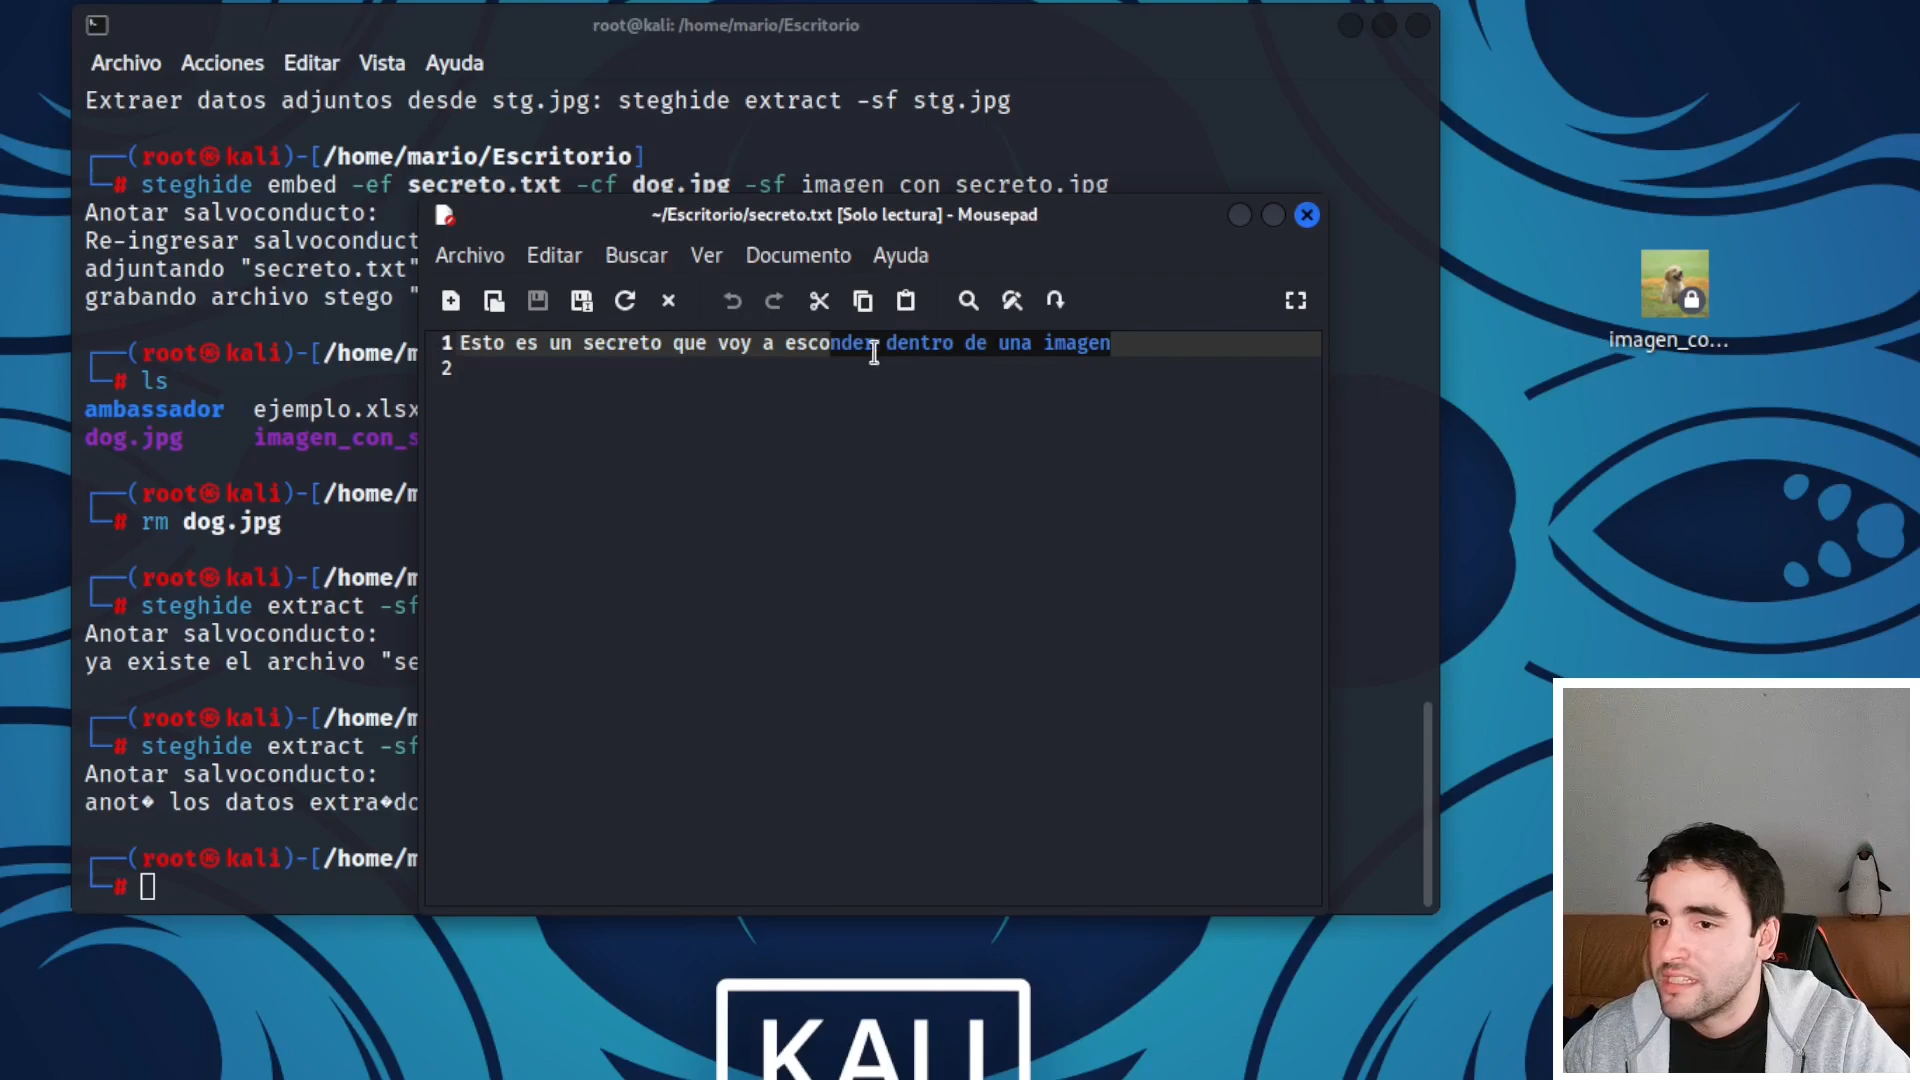 root@kali: /home/mario/Escritorio
Archivo Acciones Editar Vista Ayuda
Extraer datos adjuntos desde stg.jpg: steghide extract -sf stg.jpg
(root㉿kali)-[/home/mario/Escritorio]
# steghide embed -ef secreto.txt -cf dog.jpg -sf imagen_con_secreto.jpg
Anotar salvoconducto:
Re-ingresar salvoconduct
adjuntando "secreto.txt"
grabando archivo stego "
(root㉿kali)-[/h
# ls
ambassador ejemplo.xlsx
dog.jpg imagen_con_s
(root㉿kali)-[/home/m
# rm dog.jpg
(root㉿kali)-[/home/m
# steghide extract -sf
Anotar salvoconducto:
ya existe el archivo "se
(root㉿kali)-[/home/m
# steghide extract -sf
Anotar salvoconducto:
anot� los datos extra�do
(root㉿kali)-[/home/m
#
~/Escritorio/secreto.txt [Solo lectura] - Mousepad
Archivo Editar Buscar Ver Documento Ayuda
1 Esto es un secreto que voy a esconder dentro de una imagen
2
imagen_co...
KALI